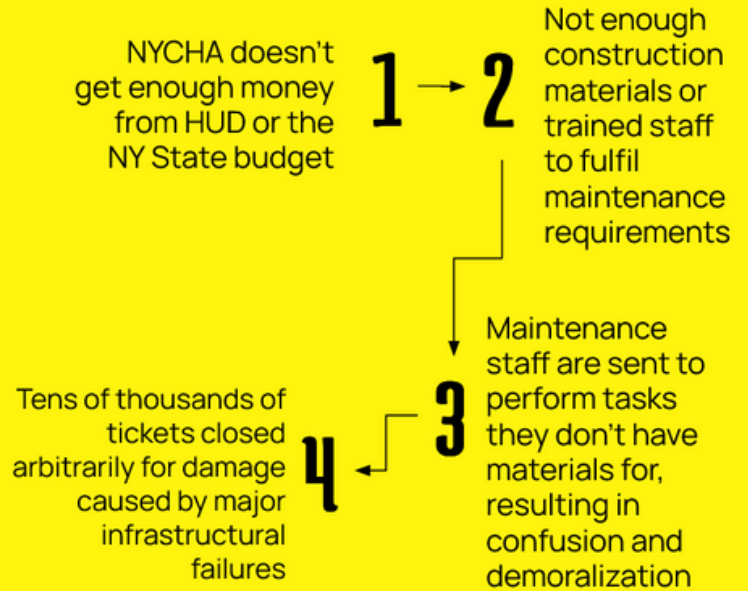 NYCHA doesn't
get enough money
from HUD or the
NY State budget
1
2
Not enough
construction
materials or
trained staff
to fulfil
maintenance
requirements
3
Maintenance
staff are sent to
perform tasks
they don't have
materials for,
resulting in
confusion and
demoralization
Tens of thousands of
tickets closed
arbitrarily for damage
caused by major
infrastructural
failures
4